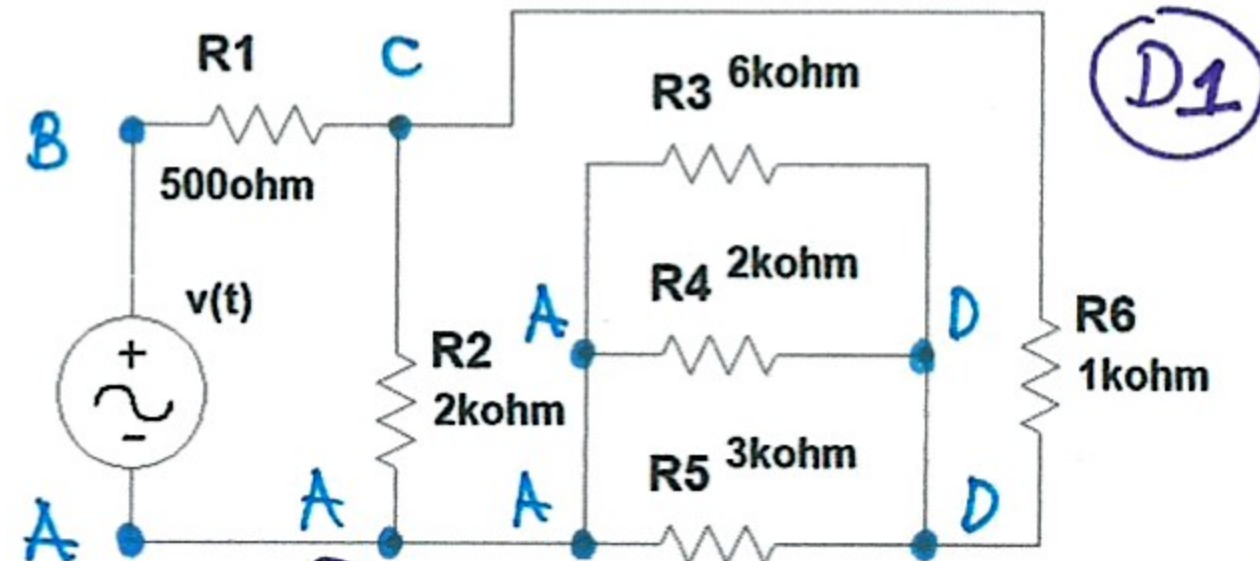 R1
C
R3 6kohm
D1
B
500ohm
R4 2kohm
v(t)
A
D
R6
1kohm
+
-
R2
2kohm
R5 3kohm
A
A
A
D